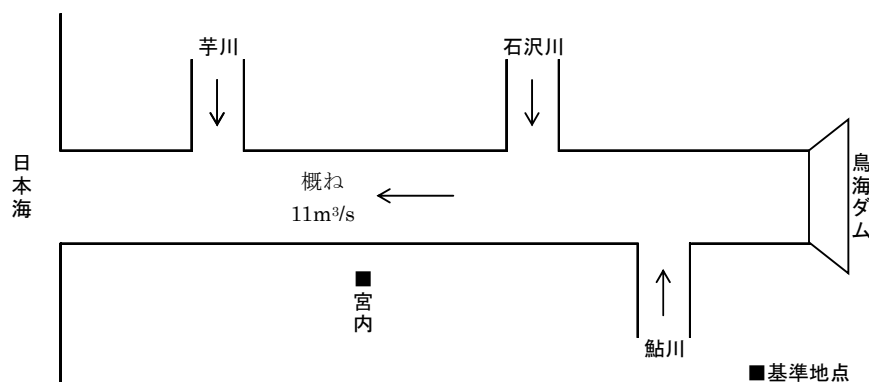 芋川
石沢川
日本海
概ね
11m³/s
鳥海ダム
■宮内
鮎川
■基準地点